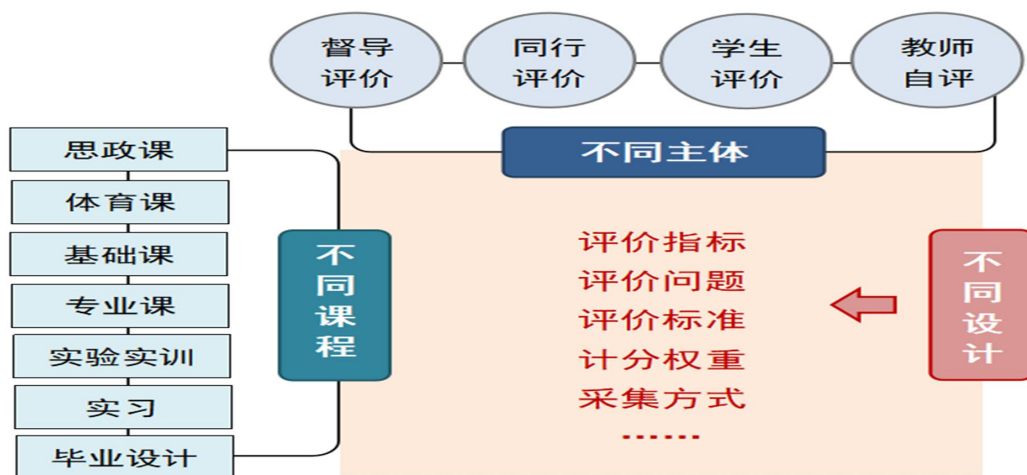 督导
评价
同行
评价
学生
评价
教师
自评
不同主体
思政课
体育课
基础课
专业课
实验实训
实习
毕业设计
不同课程
评价指标
评价问题
评价标准
计分权重
采集方式
······
不同设计